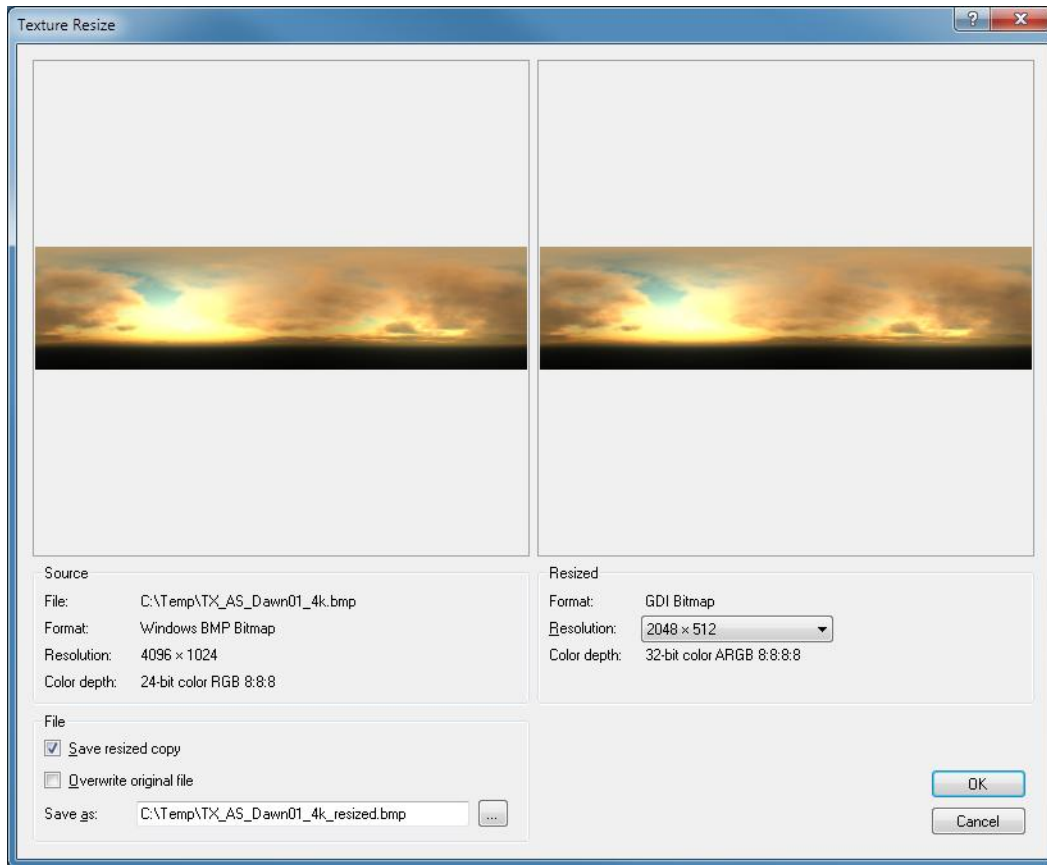 Texture Resize
?
Source
File: C:\Temp\TX_AS_Dawn01_4k.bmp
Format: Windows BMP Bitmap
Resolution: 4096 × 1024
Color depth: 24-bit color RGB 8:8:8
Resized
Format: GDI Bitmap
Resolution: 2048 × 512
Color depth: 32-bit color ARGB 8:8:8:8
File
Save resized copy
Overwrite original file
Save as: C:\Temp\TX_AS_Dawn01_4k_resized.bmp
...
OK
Cancel